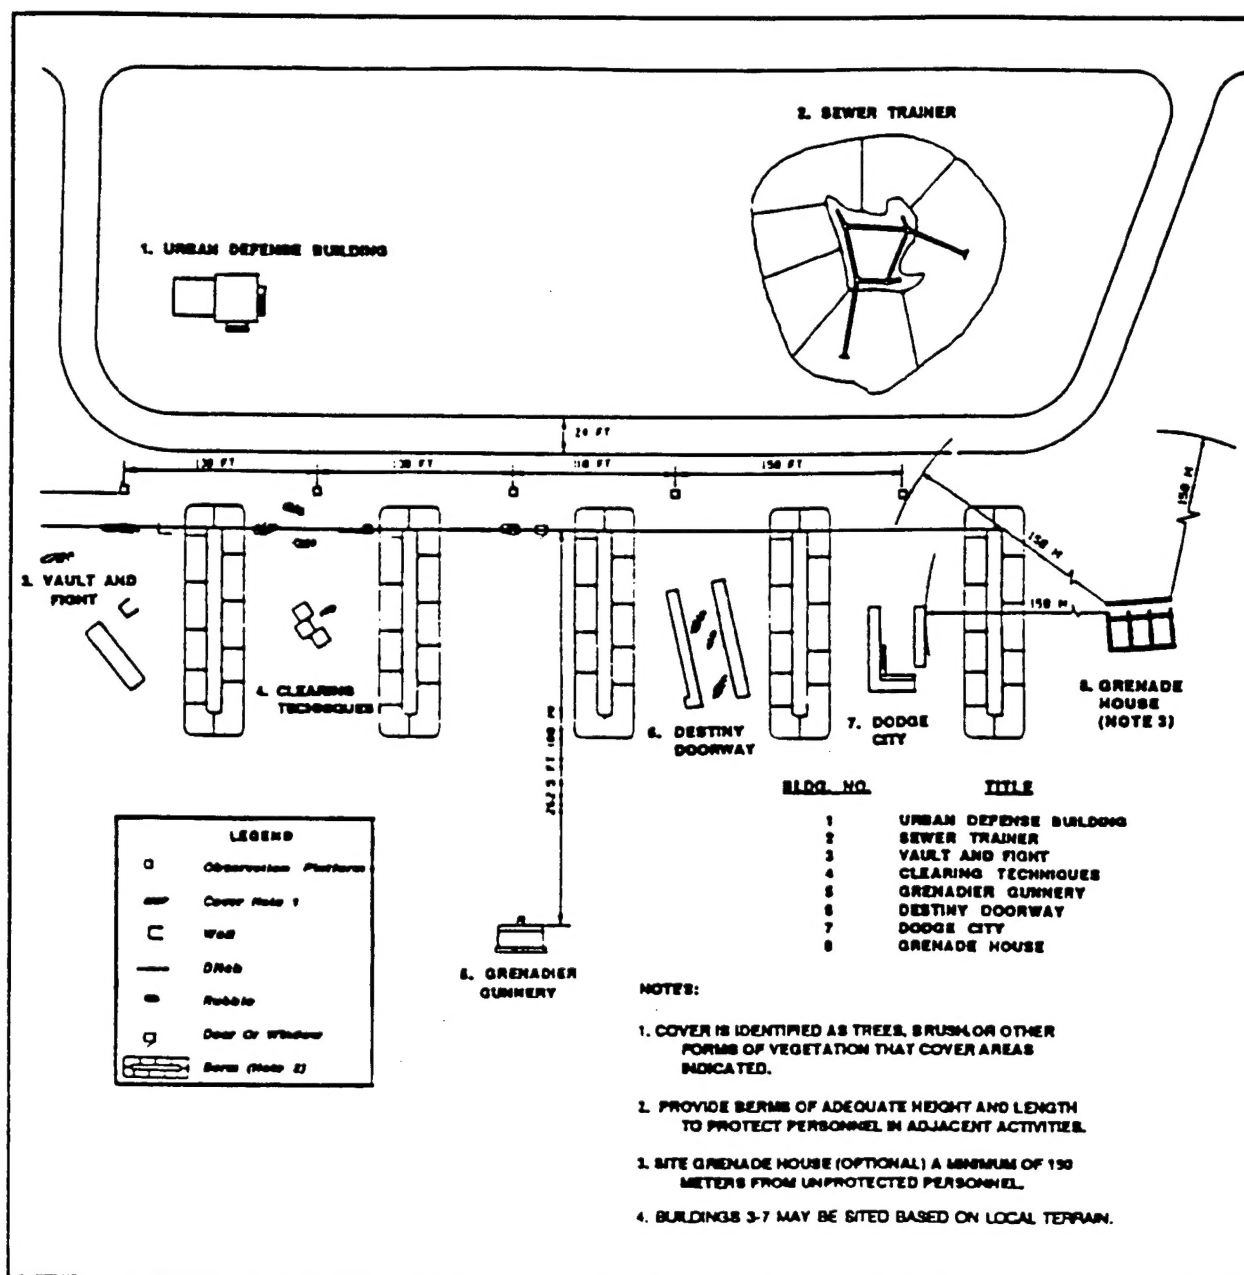 2. SEWER TRAINER
1. URBAN DEFENSE BUILDING
24 FT
150 FT
150 M
150 M
150 M
3. VAULT AND
FIGHT
4. CLEARING
TECHNIQUES
6. DESTINY
DOORWAY
7. DODGE
CITY
8. GRENADE
HOUSE
(NOTE 3)
5. GRENADIER
GUNNERY
LEGEND
Observation Platform
Cover Note 1
Wall
Ditch
Rubble
Door Or Window
Berm (Note 2)
BLDG. NO. TITLE
1 URBAN DEFENSE BUILDING
2 SEWER TRAINER
3 VAULT AND FIGHT
4 CLEARING TECHNIQUES
5 GRENADIER GUNNERY
6 DESTINY DOORWAY
7 DODGE CITY
8 GRENADE HOUSE
NOTES:
1. COVER IS IDENTIFIED AS TREES, BRUSH, OR OTHER
FORMS OF VEGETATION THAT COVER AREAS
INDICATED.
2. PROVIDE BERMS OF ADEQUATE HEIGHT AND LENGTH
TO PROTECT PERSONNEL IN ADJACENT ACTIVITIES.
3. SITE GRENADE HOUSE (OPTIONAL) A MINIMUM OF 150
METERS FROM UNPROTECTED PERSONNEL.
4. BUILDINGS 3-7 MAY BE SITED BASED ON LOCAL TERRAIN.